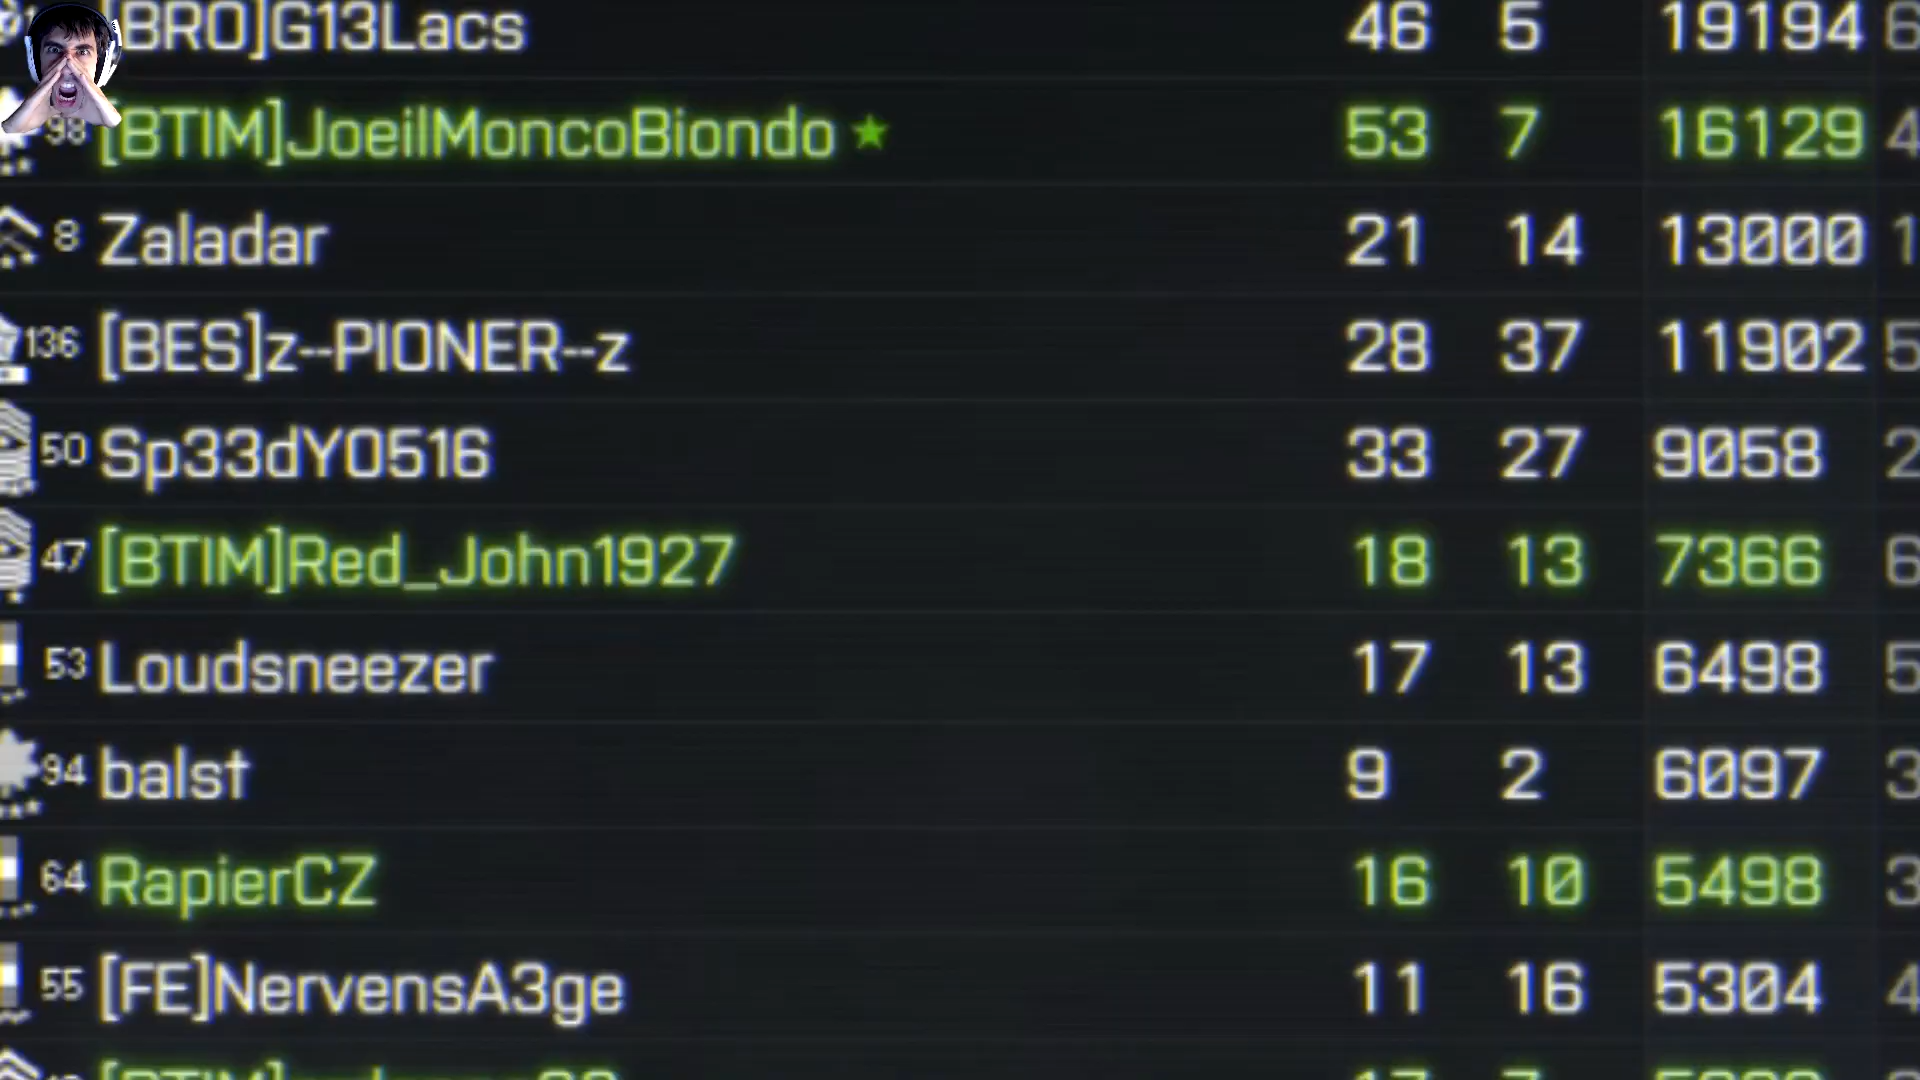 [BRO]G13Lacs 46 5 19194
98 [BTIM]JoeilMoncoBiondo ★ 53 7 16129
8 Zaladar 21 14 13000
136 [BES]z--PIONER--z 28 37 11902
50 Sp33dYO516 33 27 9058
47 [BTIM]Red_John1927 18 13 7366
53 Loudsneezer 17 13 6498
94 balst 9 2 6097
64 RapierCZ 16 10 5498
55 [FE]NervensA3ge 11 16 5304